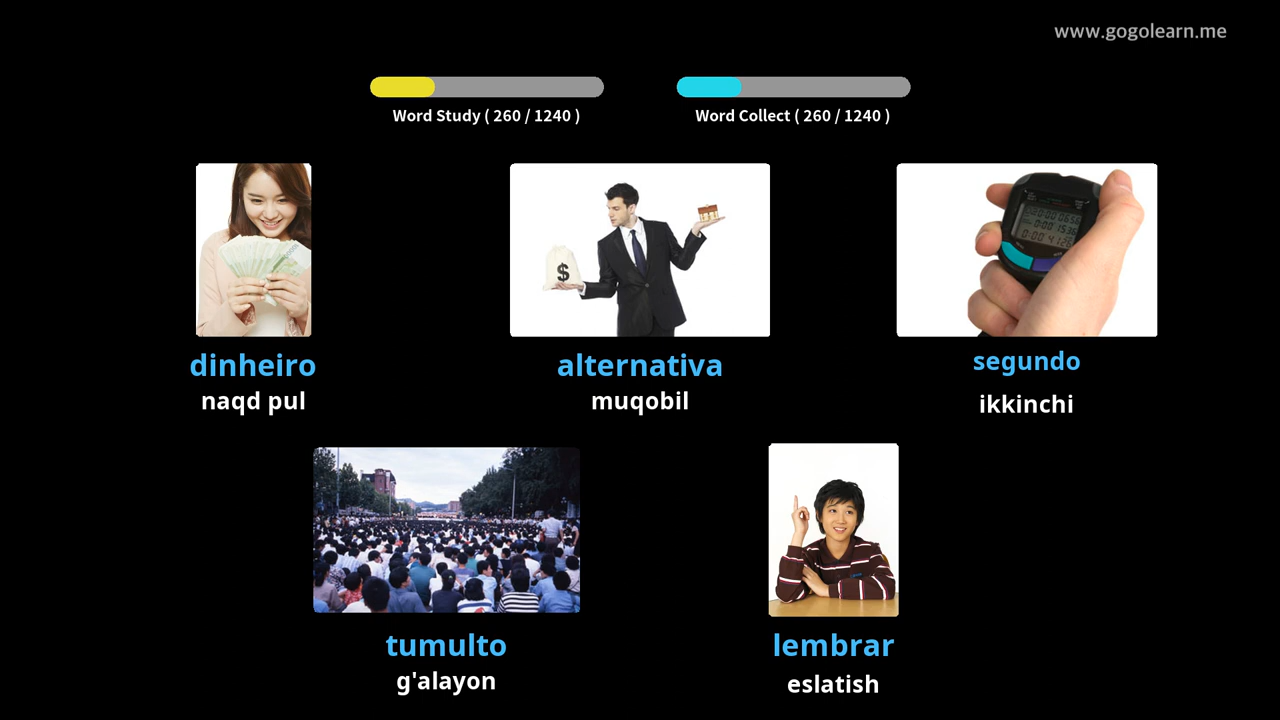 www.gogolearn.me
Word Study ( 260 / 1240 )
Word Collect ( 260 / 1240 )
dinheiro
naqd pul
$
alternativa
muqobil
segundo
ikkinchi
tumulto
g'alayon
lembrar
eslatish